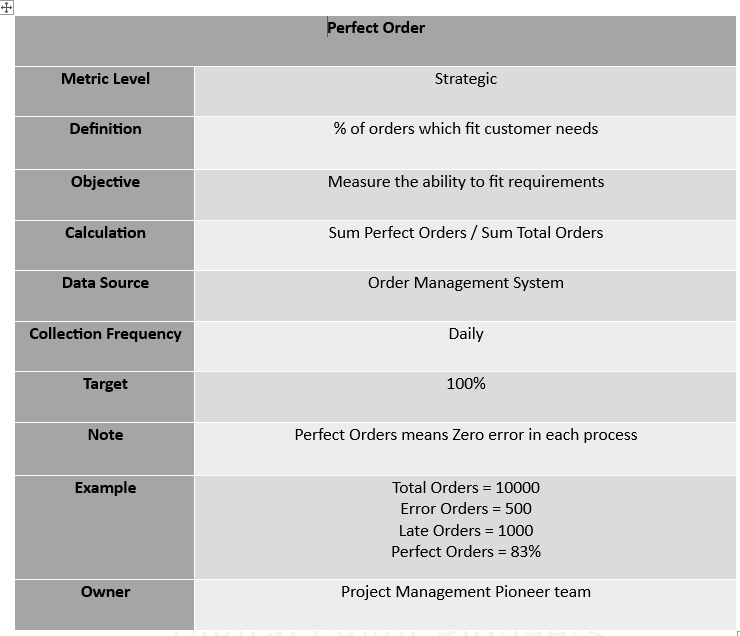 Perfect Order
Metric Level
Strategic
Definition
% of orders which fit customer needs
Objective
Measure the ability to fit requirements
Calculation
Sum Perfect Orders / Sum Total Orders
Data Source
Order Management System
Collection Frequency
Daily
Target
100%
Note
Perfect Orders means Zero error in each process
Example
Total Orders = 10000
Error Orders = 500
Late Orders = 1000
Perfect Orders = 83%
Owner
Project Management Pioneer team